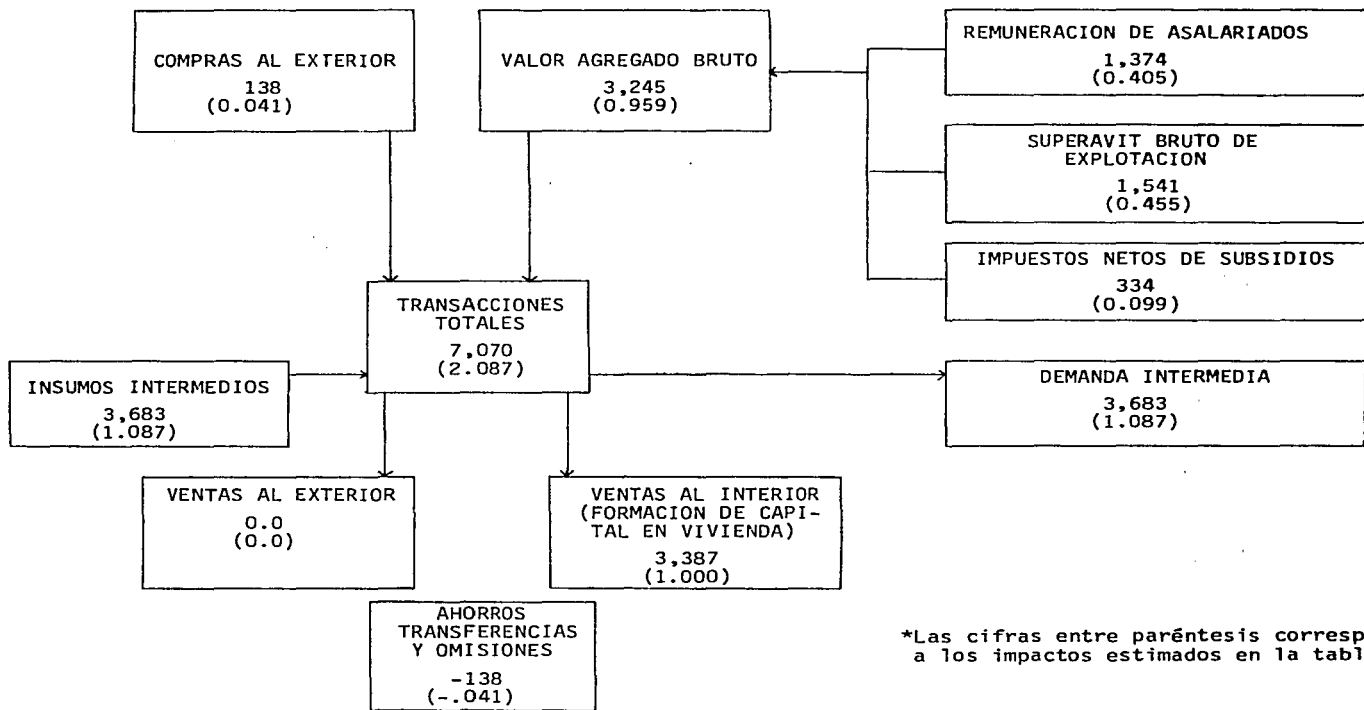 COMPRAS AL EXTERIOR
138
(0.041)
VALOR AGREGADO BRUTO
3,245
(0.959)
REMUNERACION DE ASALARIADOS
1,374
(0.405)
SUPERAVIT BRUTO DE
EXPLOTACION
1,541
(0.455)
IMPUESTOS NETOS DE SUBSIDIOS
334
(0.099)
TRANSACCIONES
TOTALES
7,070
(2.087)
INSUMOS INTERMEDIOS
3,683
(1.087)
DEMANDA INTERMEDIA
3,683
(1.087)
VENTAS AL EXTERIOR
0.0
(0.0)
VENTAS AL INTERIOR
(FORMACION DE CAPI-
TAL EN VIVIENDA)
3,387
(1.000)
AHORROS
TRANSFERENCIAS
Y OMISIONES
-138
(-.041)
*Las cifras entre paréntesis corresp
a los impactos estimados en la tabl